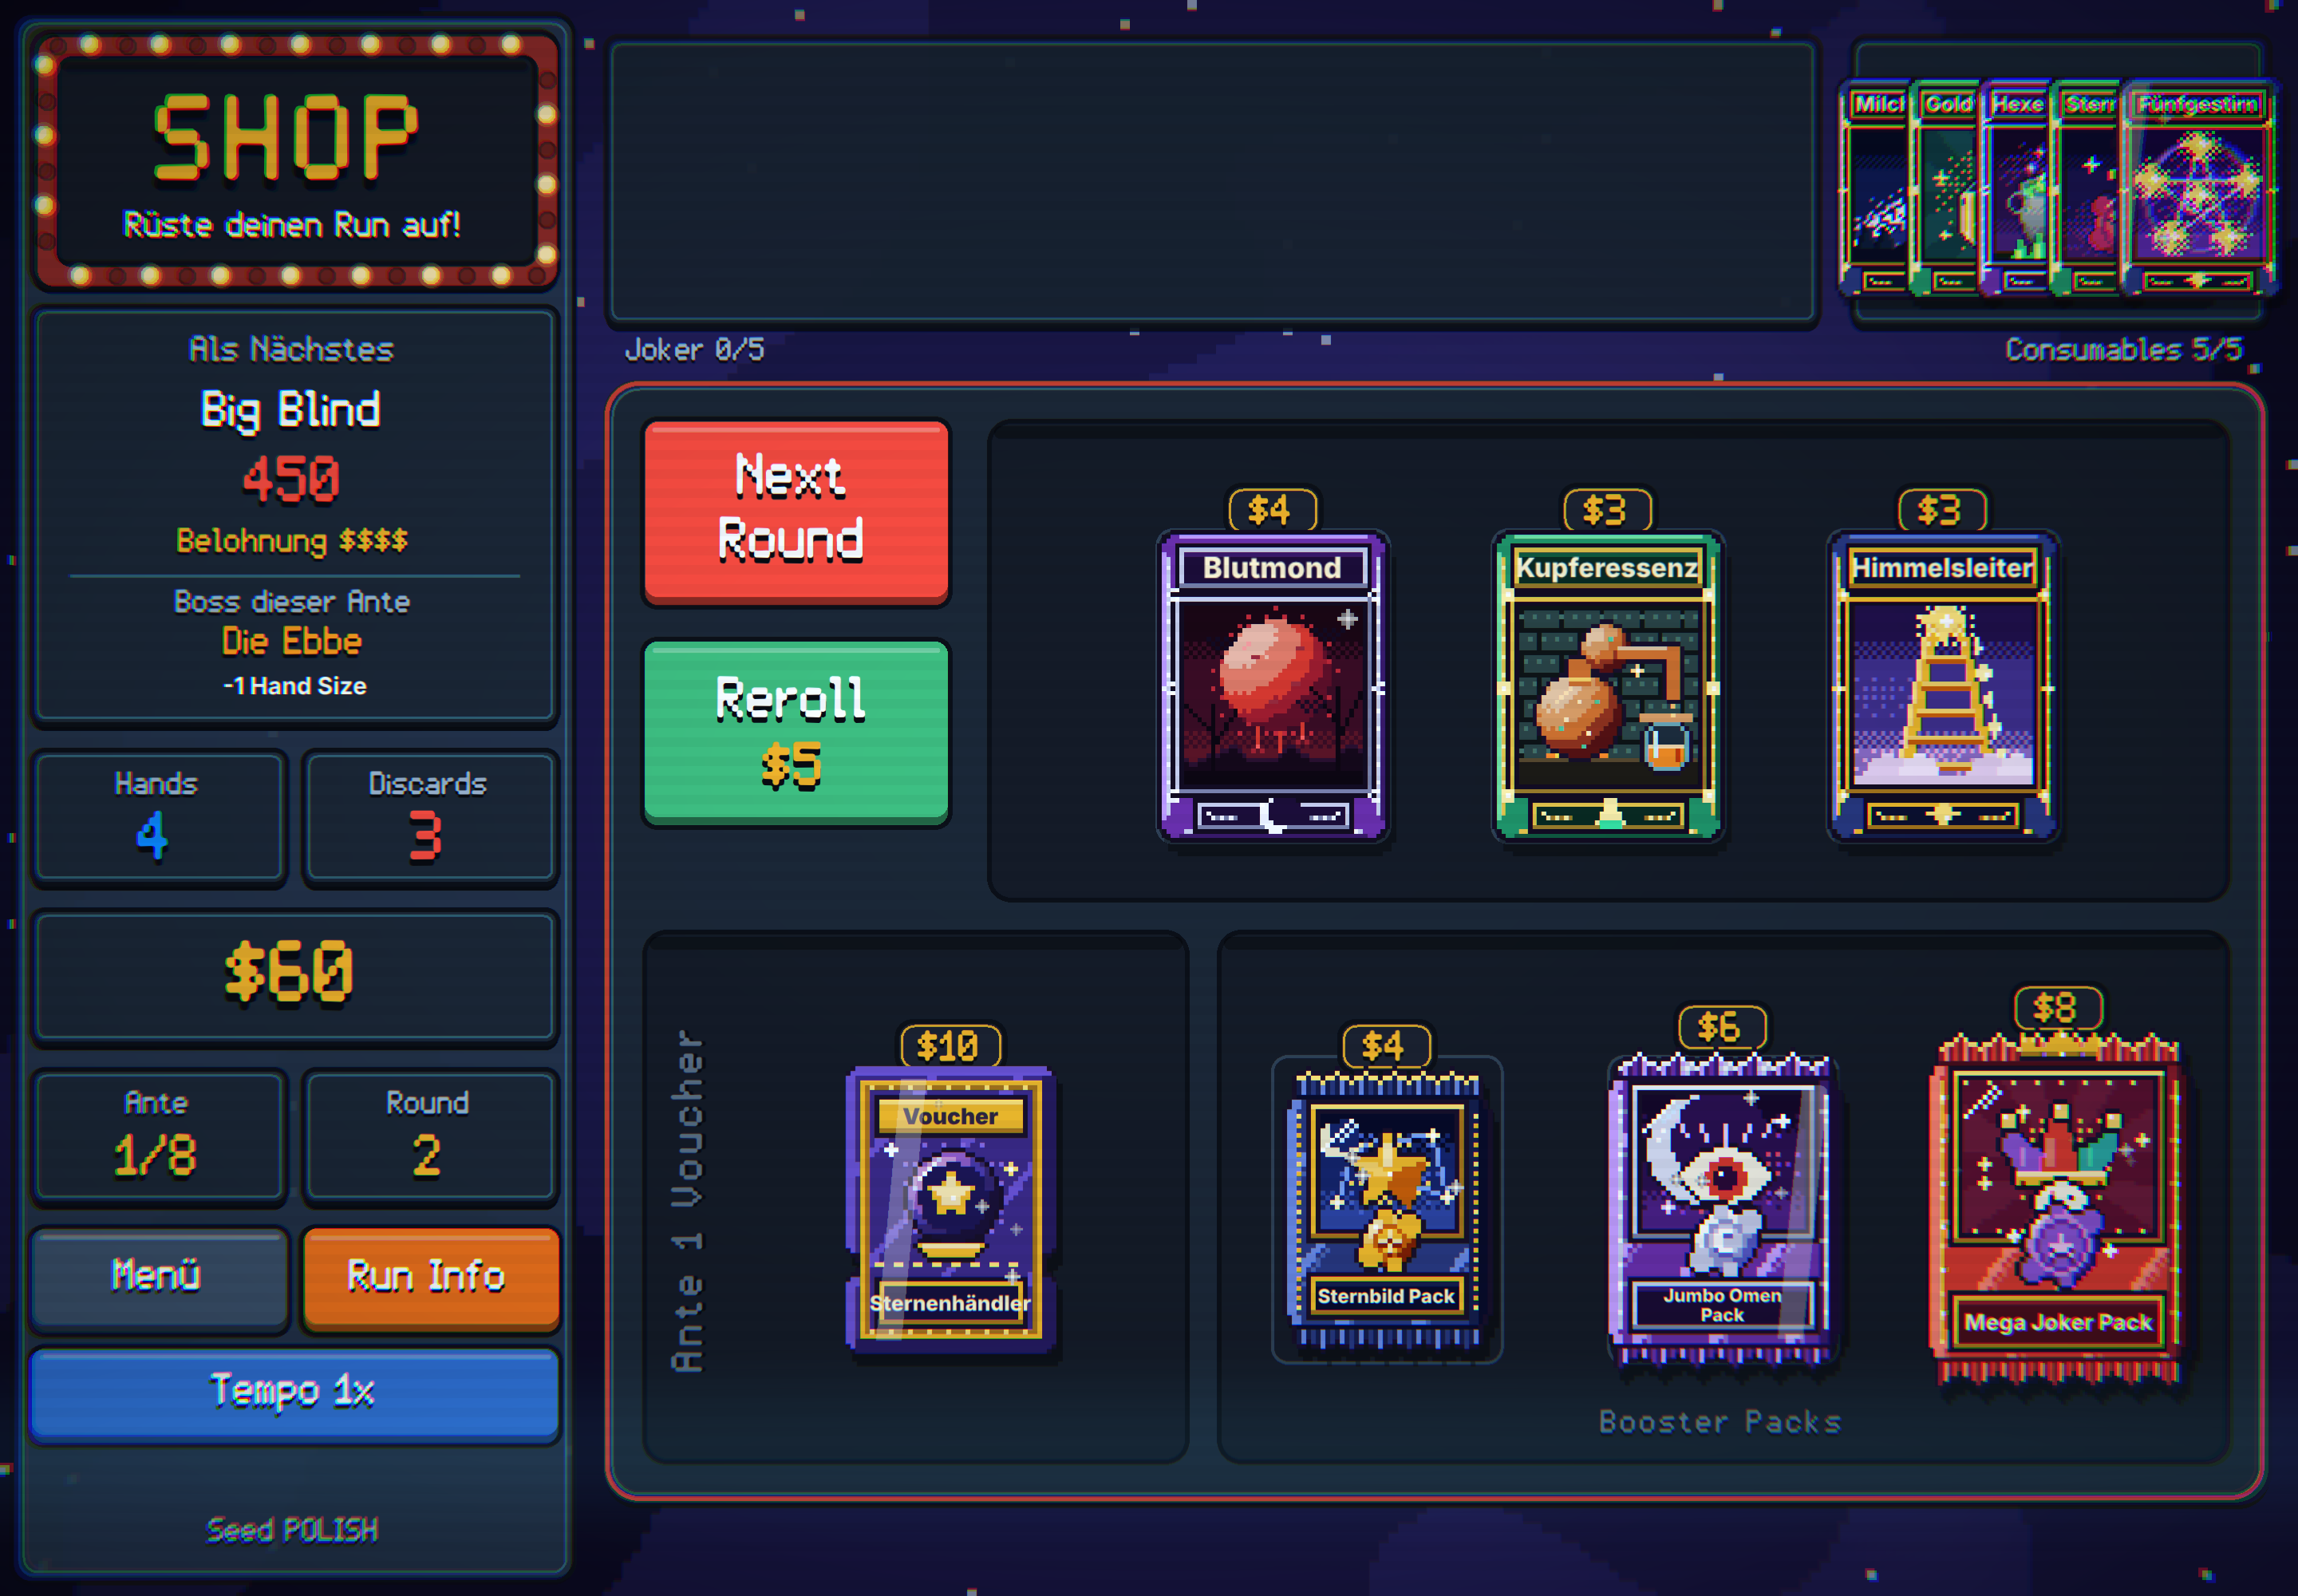 SHOP
Rüste deinen Run auf!
Als Nächstes
Big Blind
450
Belohnung $$$$
Boss dieser Ante
Die Ebbe
-1 Hand Size
Hands
4
Discards
3
$60
Ante
1/8
Round
2
Menü
Run Info
Tempo 1x
Seed POLISH
Milch
Gold
Hexe
Stern
Fünfgestirn
Joker 0/5
Consumables 5/5
Next
Round
Reroll
$5
$4
Blutmond
$3
Kupferessenz
$3
Himmelsleiter
Ante 1 Voucher
$10
Voucher
Sternenhändler
$4
Sternbild Pack
$6
Jumbo Omen
Pack
$8
Mega Joker Pack
Booster Packs